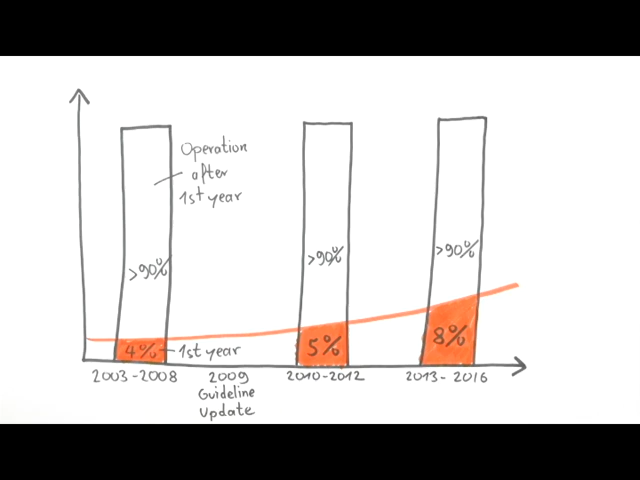 Operation
after
1st year
>90%
>90%
>90%
4%
1st year
5%
8%
2003-2008
2009
Guideline
Update
2010-2012
2013-2016